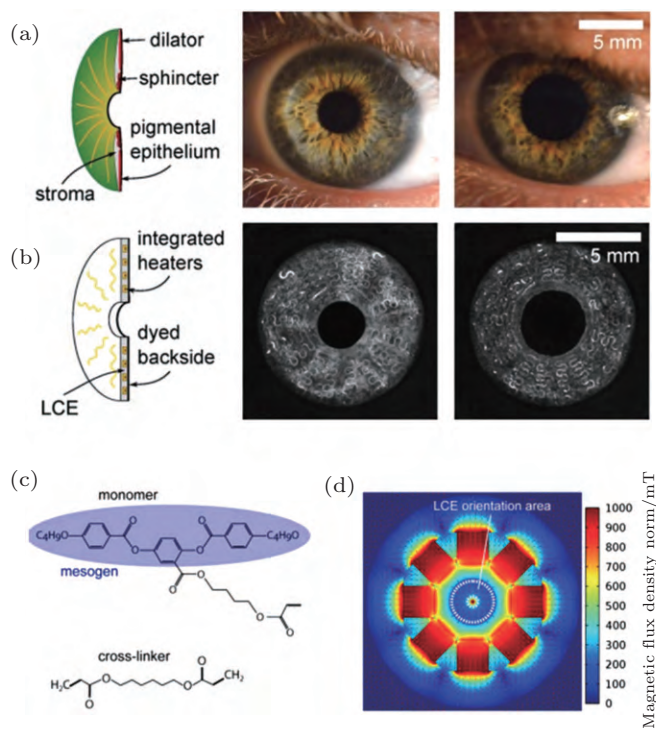 (a)
dilator
sphincter
pigmental
epithelium
stroma
5 mm
(b)
integrated
heaters
dyed
backside
LCE
5 mm
(c)
monomer
C4H9O
O
O
C4H9O
O
O
mesogen
O
O
O
O
cross-linker
H2C
O
O
O
O
CH2
(d)
LCE orientation area
1000
900
800
700
600
500
400
300
200
100
0
Magnetic flux density norm/mT